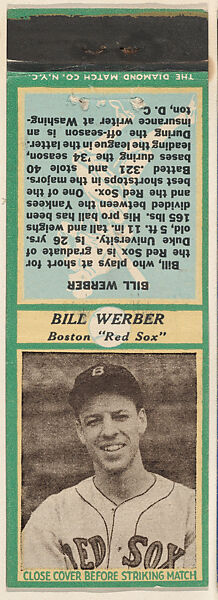 THE DIAMOND MATCH CO. N.Y.C.
BILL WERBER
Bill, who plays at short for
the Red Sox is a graduate of
Duke University. Is 26 yrs.
old, 5 ft. 11 in. tall and weighs
165 lbs. His pro ball has been
divided between the Yankees
and the Red Sox. One of the
best shortstops in the majors.
Batted .321 and stole 40
bases during the '34 season,
leading the league in the latter.
During the off-season is an
insurance writer at Washing-
ton, D. C.
BILL WERBER
Boston "Red Sox"
B
RED SOX
CLOSE COVER BEFORE STRIKING MATCH